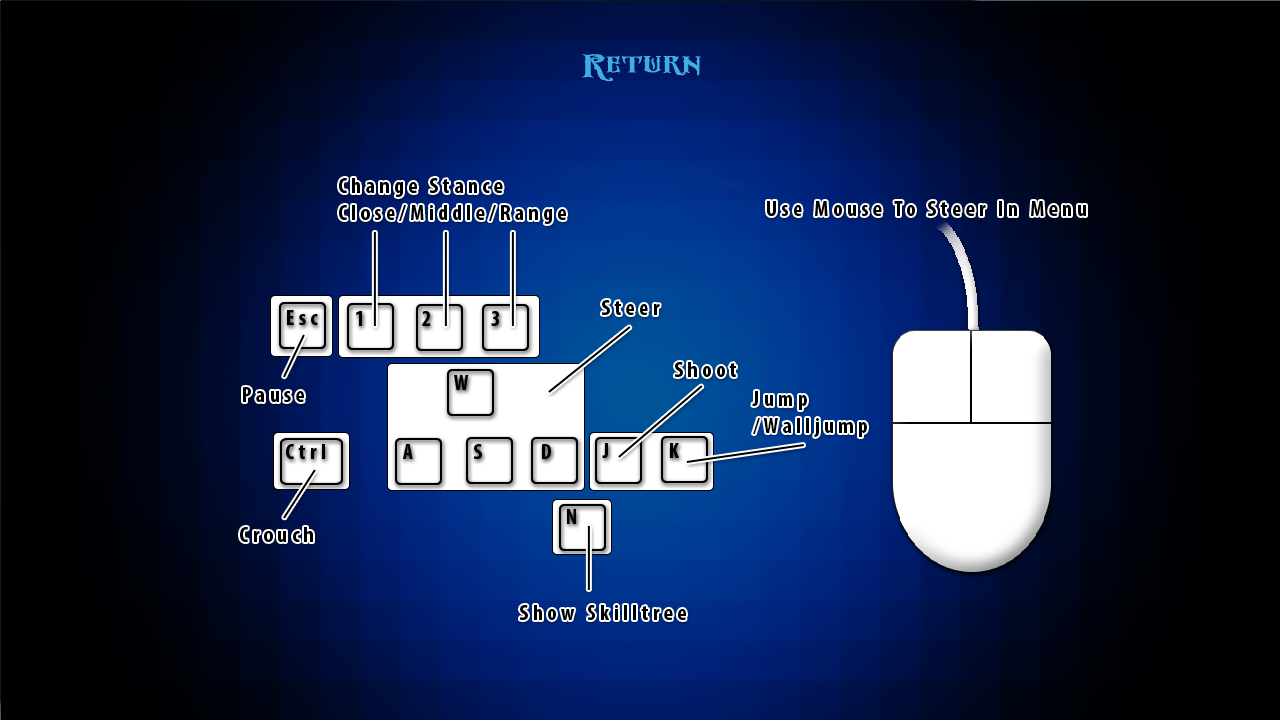 Return
Change Stance
Close/Middle/Range
Use Mouse To Steer In Menu
Esc
1
2
3
Steer
Pause
W
Shoot
Jump
/Walljump
Ctrl
A
S
D
J
K
Crouch
N
Show Skilltree